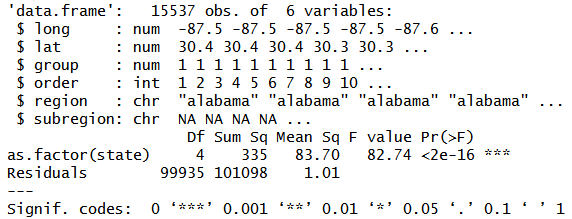 'data.frame':   15537 obs. of  6 variables:
 $ long     : num  -87.5 -87.5 -87.5 -87.5 -87.6 ...
 $ lat      : num  30.4 30.4 30.4 30.3 30.3 ...
 $ group    : num  1 1 1 1 1 1 1 1 1 1 ...
 $ order    : int  1 2 3 4 5 6 7 8 9 10 ...
 $ region   : chr  "alabama" "alabama" "alabama" "alabama" ...
 $ subregion: chr  NA NA NA NA ...
                    Df Sum Sq Mean Sq F value Pr(>F)
as.factor(state)     4    335   83.70   82.74 <2e-16 ***
Residuals        99935 101098    1.01
---
Signif. codes:  0 ‘***’ 0.001 ‘**’ 0.01 ‘*’ 0.05 ‘.’ 0.1 ‘ ’ 1